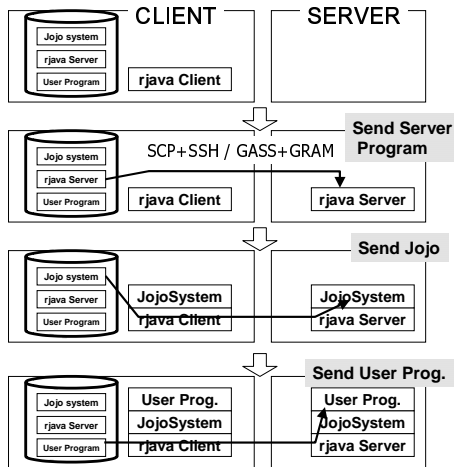 CLIENT
SERVER
Jojo system
rjava Server
User Program
rjava Client
Send Server
Program
Jojo system
SCP+SSH / GASS+GRAM
rjava Server
User Program
rjava Client
rjava Server
Send Jojo
Jojo system
rjava Server
User Program
JojoSystem
rjava Client
JojoSystem
rjava Server
Send User Prog.
Jojo system
rjava Server
User Program
User Prog.
JojoSystem
rjava Client
User Prog.
JojoSystem
rjava Server